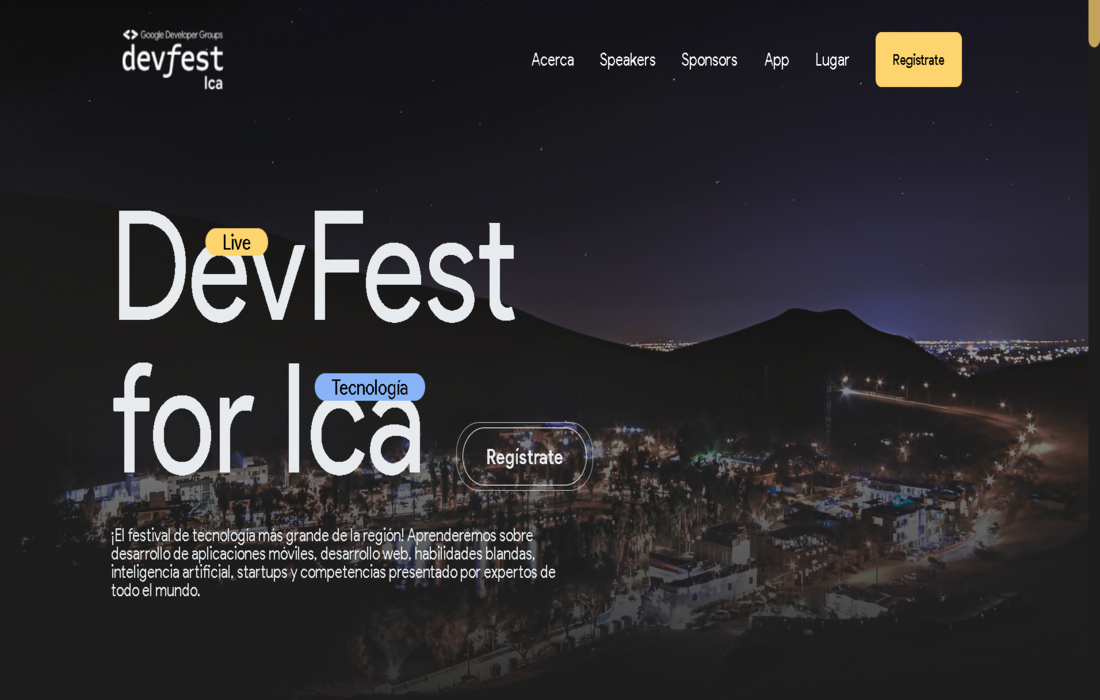 Google Developer Groups
devfest
Ica
Acerca
Speakers
Sponsors
App
Lugar
Registrate
DevFest
Live
for Ica
Tecnología
Regístrate
¡El festival de tecnología más grande de la región! Aprenderemos sobre
desarrollo de aplicaciones móviles, desarrollo web, habilidades blandas,
inteligencia artificial, startups y competencias presentado por expertos de
todo el mundo.